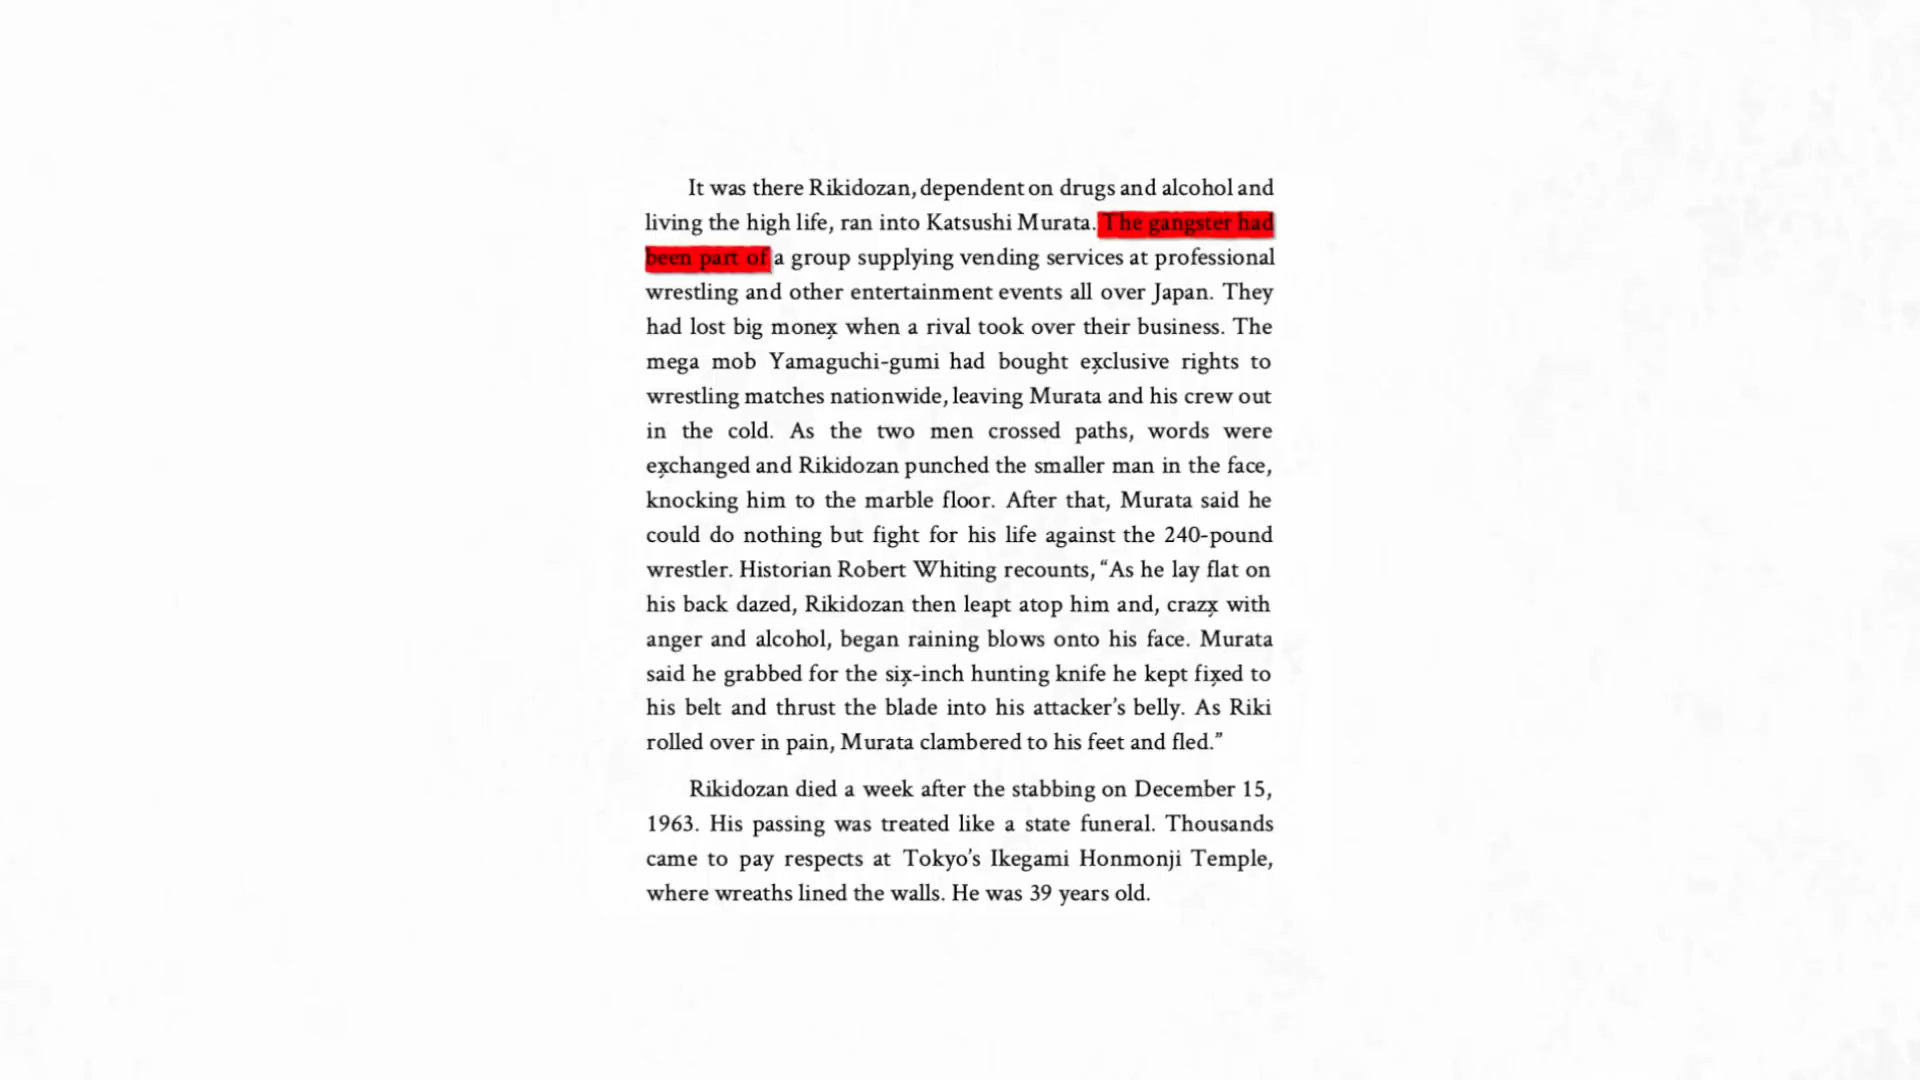 It was there Rikidozan, dependent on drugs and alcohol and
living the high life, ran into Katsushi Murata. The gangster had
been part of a group supplying vending services at professional
wrestling and other entertainment events all over Japan. They
had lost big monex when a rival took over their business. The
mega mob Yamaguchi-gumi had bought exclusive rights to
wrestling matches nationwide, leaving Murata and his crew out
in the cold. As the two men crossed paths, words were
exchanged and Rikidozan punched the smaller man in the face,
knocking him to the marble floor. After that, Murata said he
could do nothing but fight for his life against the 240-pound
wrestler. Historian Robert Whiting recounts, “As he lay flat on
his back dazed, Rikidozan then leapt atop him and, crazx with
anger and alcohol, began raining blows onto his face. Murata
said he grabbed for the six-inch hunting knife he kept fixed to
his belt and thrust the blade into his attacker’s belly. As Riki
rolled over in pain, Murata clambered to his feet and fled.”
Rikidozan died a week after the stabbing on December 15,
1963. His passing was treated like a state funeral. Thousands
came to pay respects at Tokyo’s Ikegami Honmonji Temple,
where wreaths lined the walls. He was 39 years old.